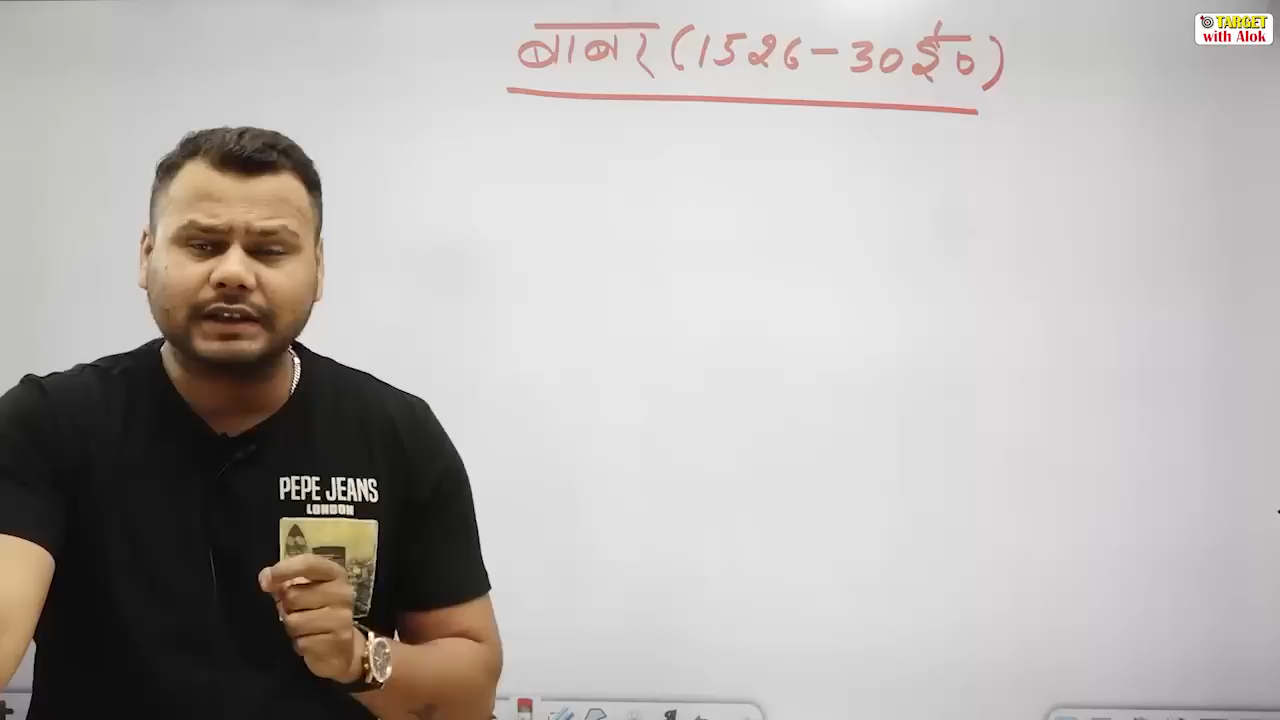 बाबर (1526-30ई०)
TARGET
with Alok
PEPE JEANS
LONDON